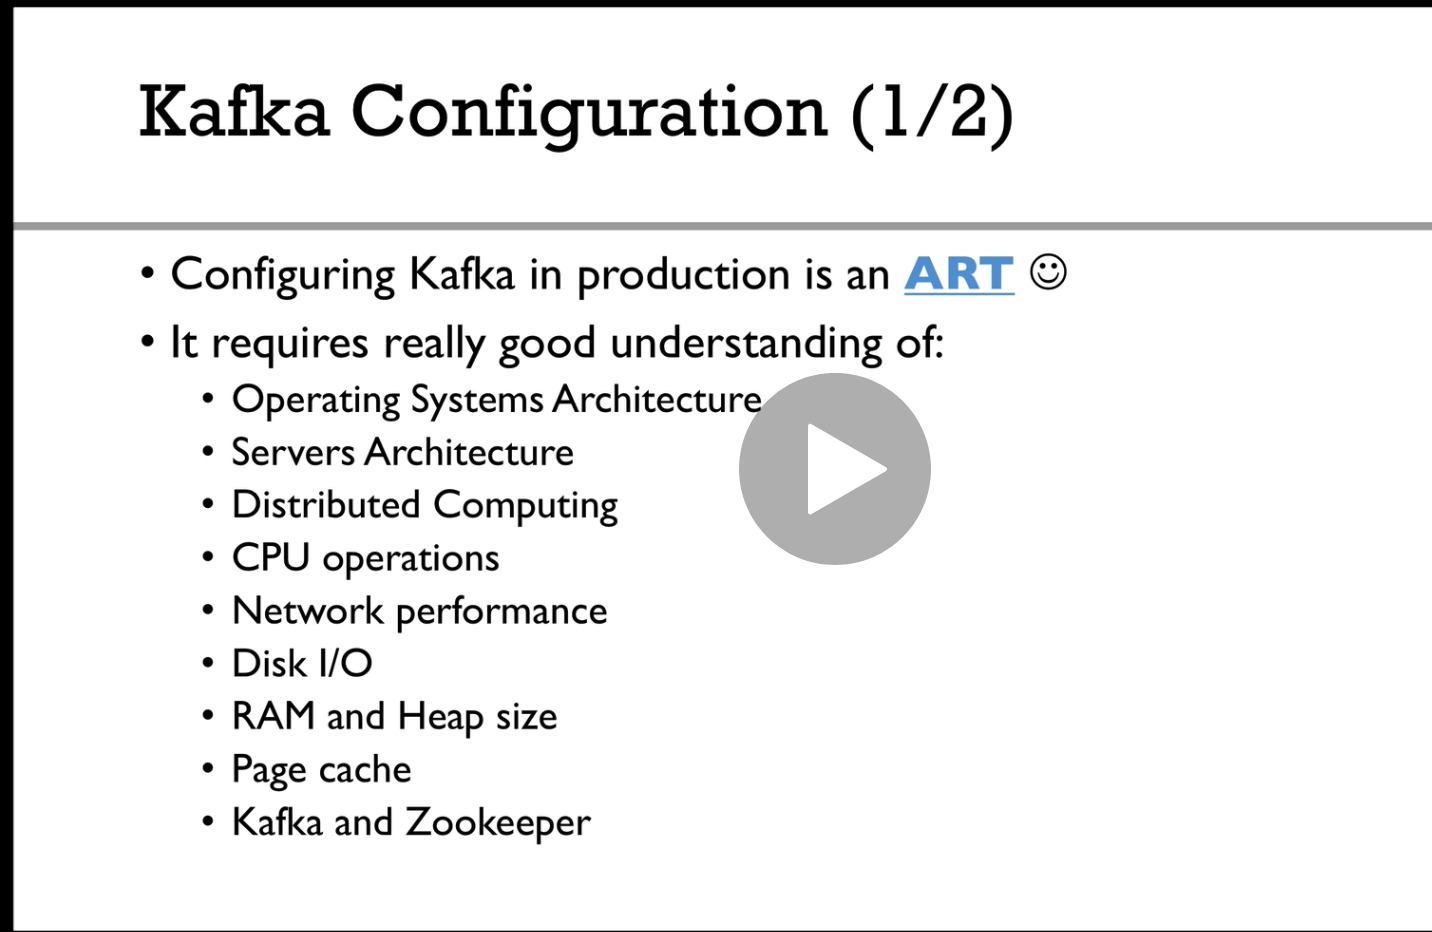 Kafka Configuration (1/2)
• Configuring Kafka in production is an ART ☺
• It requires really good understanding of:
• Operating Systems Architecture
• Servers Architecture
• Distributed Computing
• CPU operations
• Network performance
• Disk I/O
• RAM and Heap size
• Page cache
• Kafka and Zookeeper